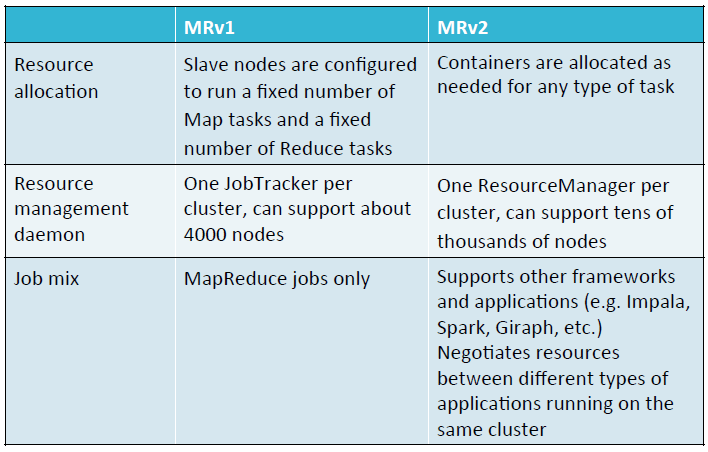 MRv1 MRv2
Resource
allocation
Slave nodes are configured
to run a fixed number of
Map tasks and a fixed
number of Reduce tasks
Containers are allocated as
needed for any type of task
Resource
management
daemon
One JobTracker per
cluster, can support about
4000 nodes
One ResourceManager per
cluster, can support tens of
thousands of nodes
Job mix
MapReduce jobs only
Supports other frameworks
and applications (e.g. Impala,
Spark, Giraph, etc.)
Negotiates resources
between different types of
applications running on the
same cluster